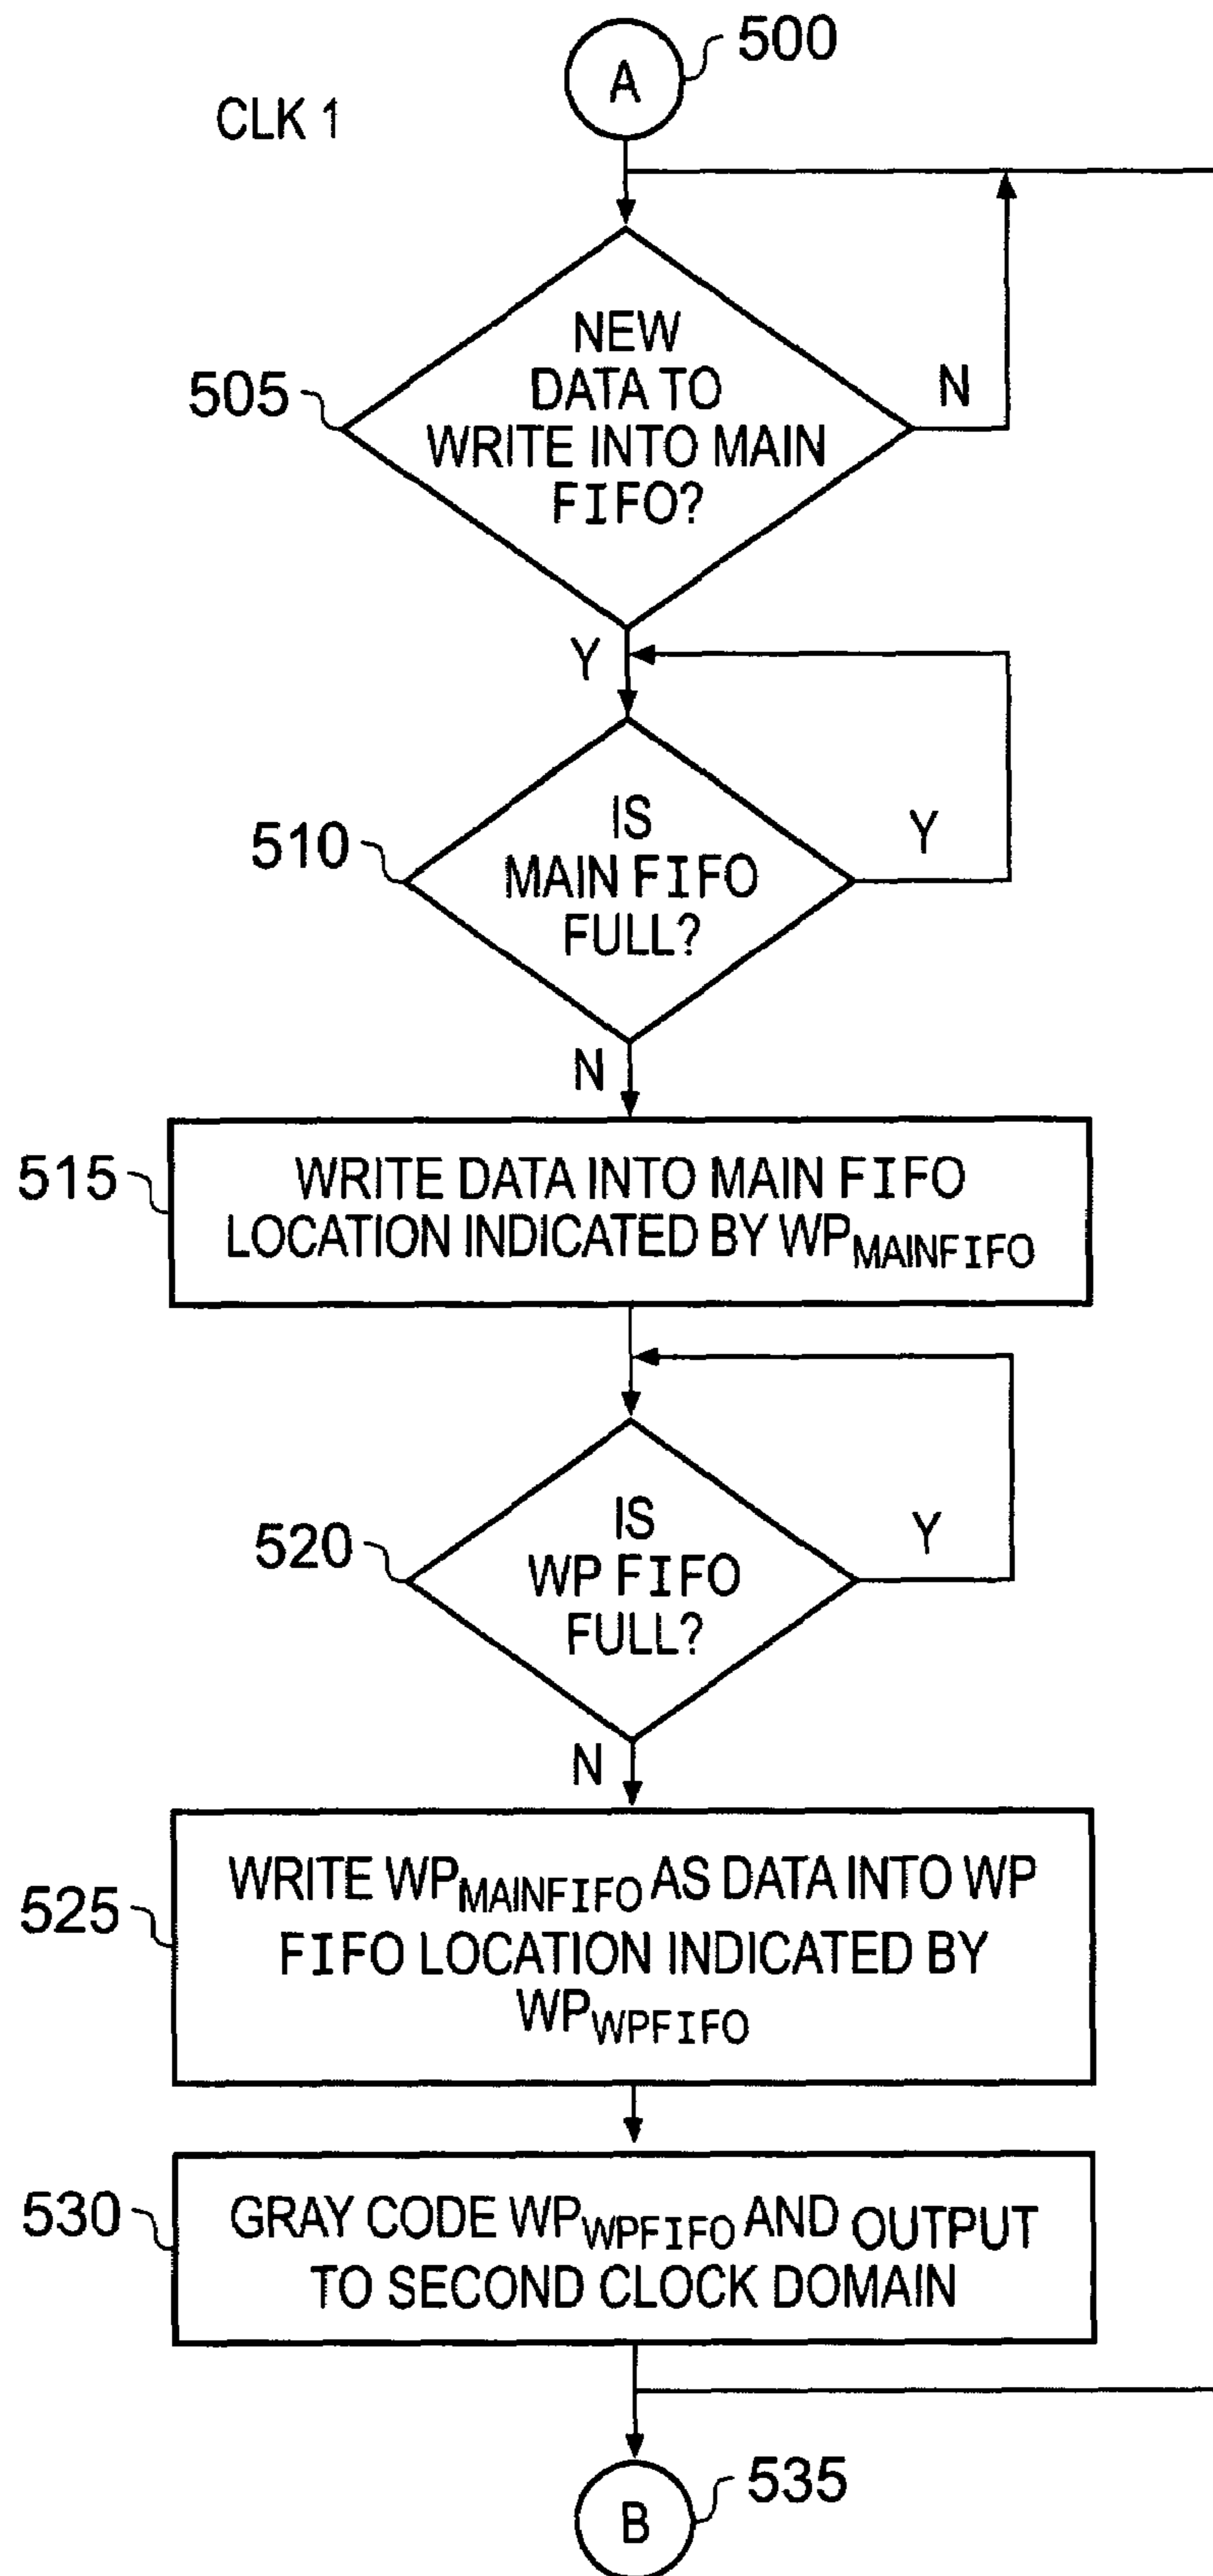 A
500
CLK 1
505
NEW
DATA TO
WRITE INTO MAIN
FIFO?
N
Y
510
IS
MAIN FIFO
FULL?
Y
N
515
WRITE DATA INTO MAIN FIFO
LOCATION INDICATED BY WPMAINFIFO
520
IS
WP FIFO
FULL?
Y
N
525
WRITE WPMAINFIFO AS DATA INTO WP
FIFO LOCATION INDICATED BY
WPWPFIFO
530
GRAY CODE WPWPFIFO AND OUTPUT
TO SECOND CLOCK DOMAIN
B
535